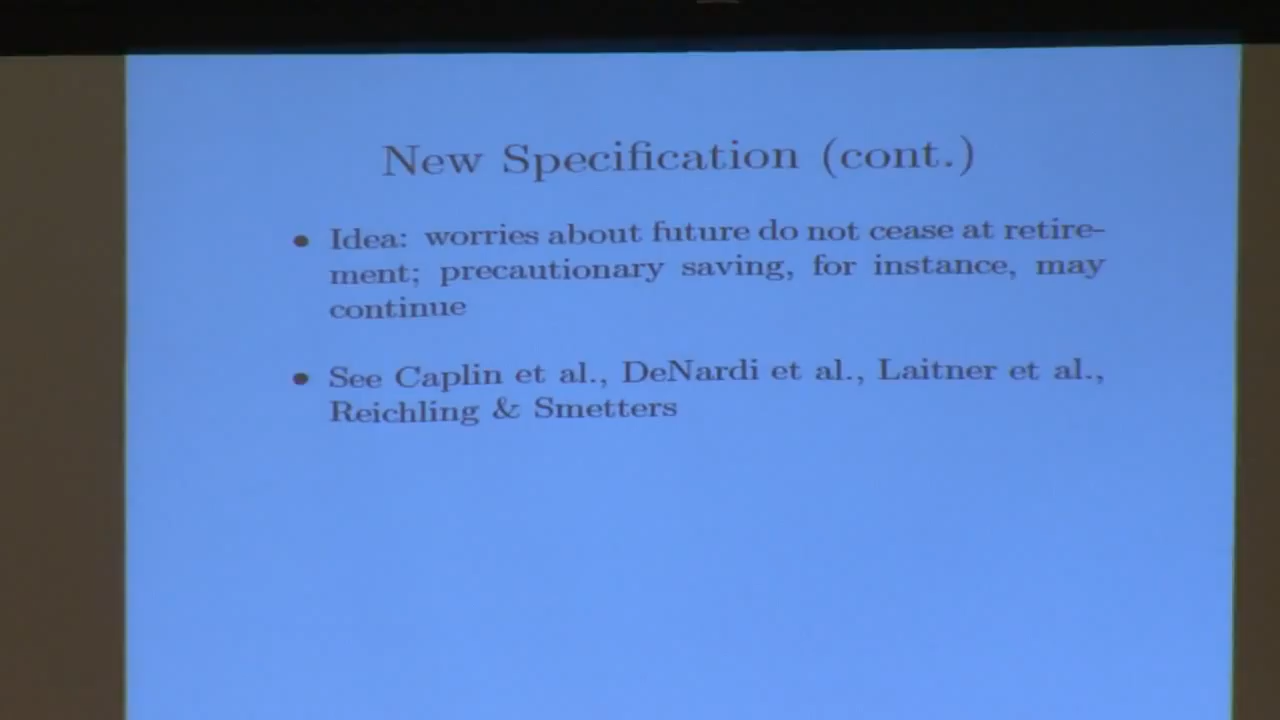 New Specification (cont.)
• Idea: worries about future do not cease at retire-
ment; precautionary saving, for instance, may
continue
• See Caplin et al., DeNardi et al., Laitner et al.,
Reichling & Smetters